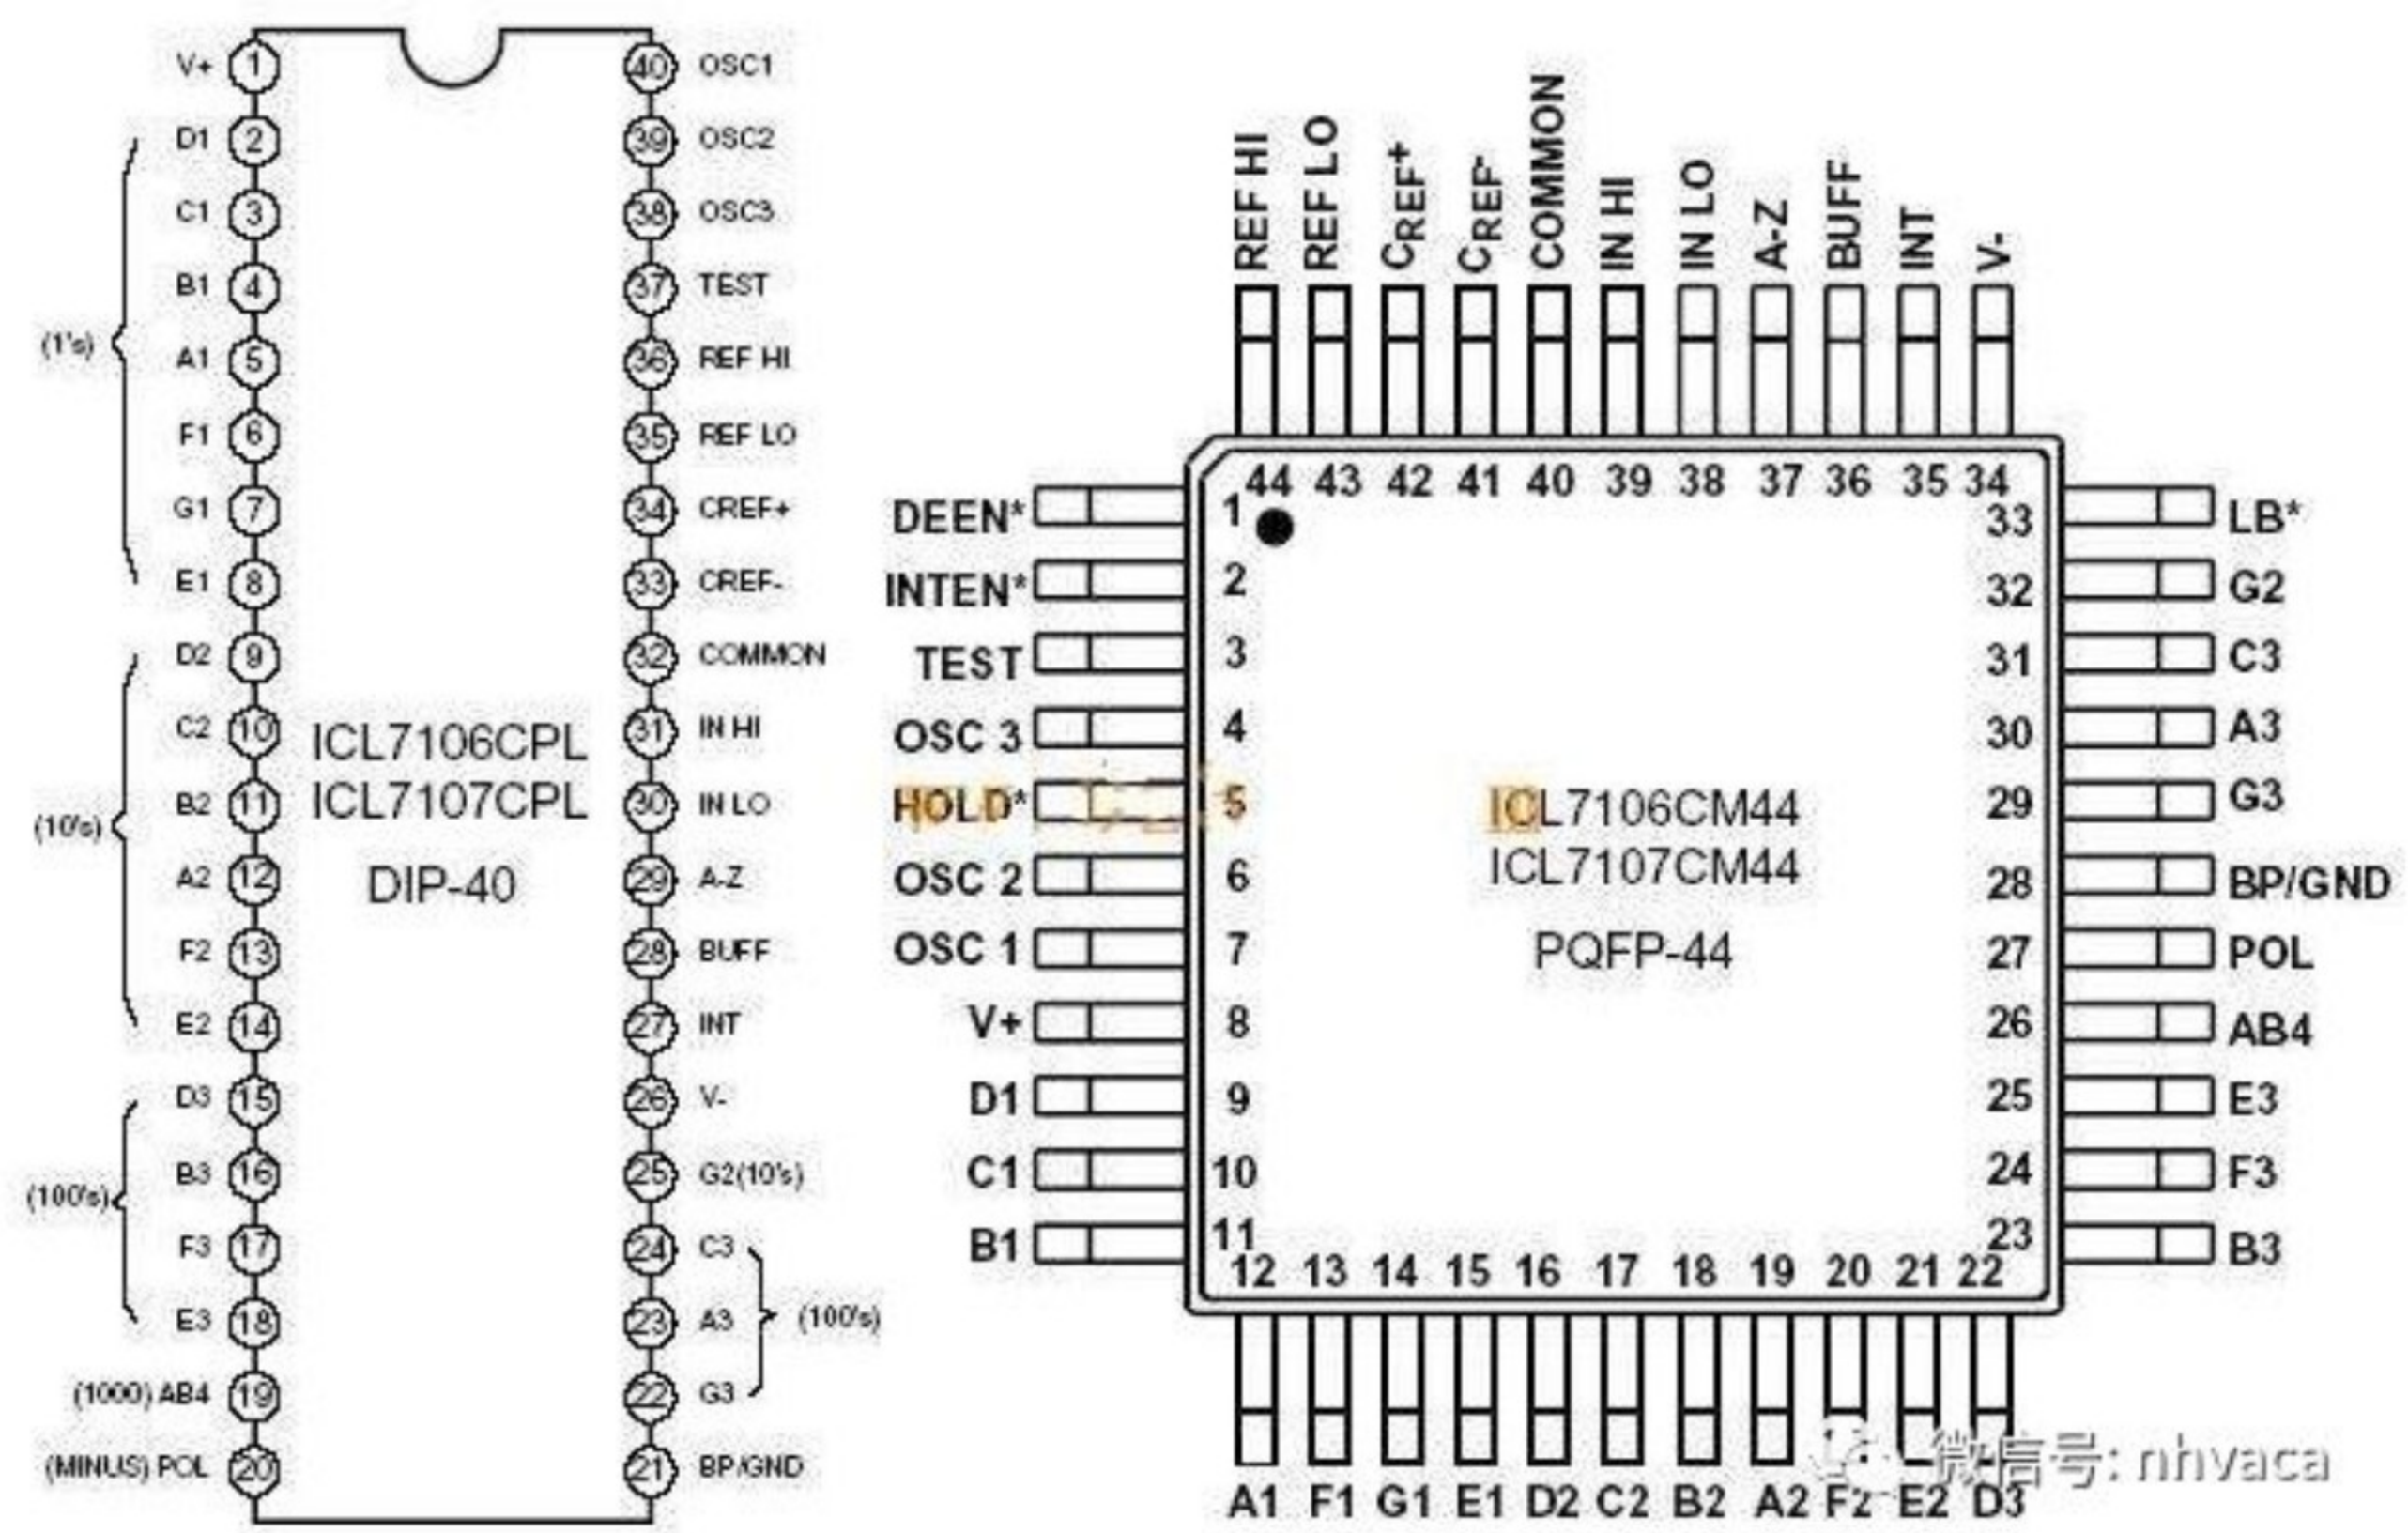 V+ 1
D1 2
C1 3
B1 4
A1 5
F1 6
G1 7
E1 8
(1's)
D2 9
C2 10
B2 11
A2 12
F2 13
E2 14
(10's)
D3 15
B3 16
F3 17
E3 18
(100's)
(1000) AB4 19
(MINUS) POL 20
ICL7106CPL
ICL7107CPL
DIP-40
40 OSC1
39 OSC2
38 OSC3
37 TEST
36 REF HI
35 REF LO
34 CREF+
33 CREF-
32 COMMON
31 IN HI
30 IN LO
29 A-Z
28 BUFF
27 INT
26 V-
25 G2(10's)
24 C3
23 A3
22 G3
(100's)
21 BP/GND
REF HI
REF LO
CREF+
CREF-
COMMON
IN HI
IN LO
A-Z
BUFF
INT
V-
44 43 42 41 40 39 38 37 36 35 34
DEEN* 1
INTEN* 2
TEST 3
OSC 3 4
HOLD* 5
OSC 2 6
OSC 1 7
V+ 8
D1 9
C1 10
B1 11
ICL7106CM44
ICL7107CM44
PQFP-44
33 LB*
32 G2
31 C3
30 A3
29 G3
28 BP/GND
27 POL
26 AB4
25 E3
24 F3
23 B3
12 13 14 15 16 17 18 19 20 21 22
A1 F1 G1 E1 D2 C2 B2 A2 F2 E2 D3
微信号: nhvaca